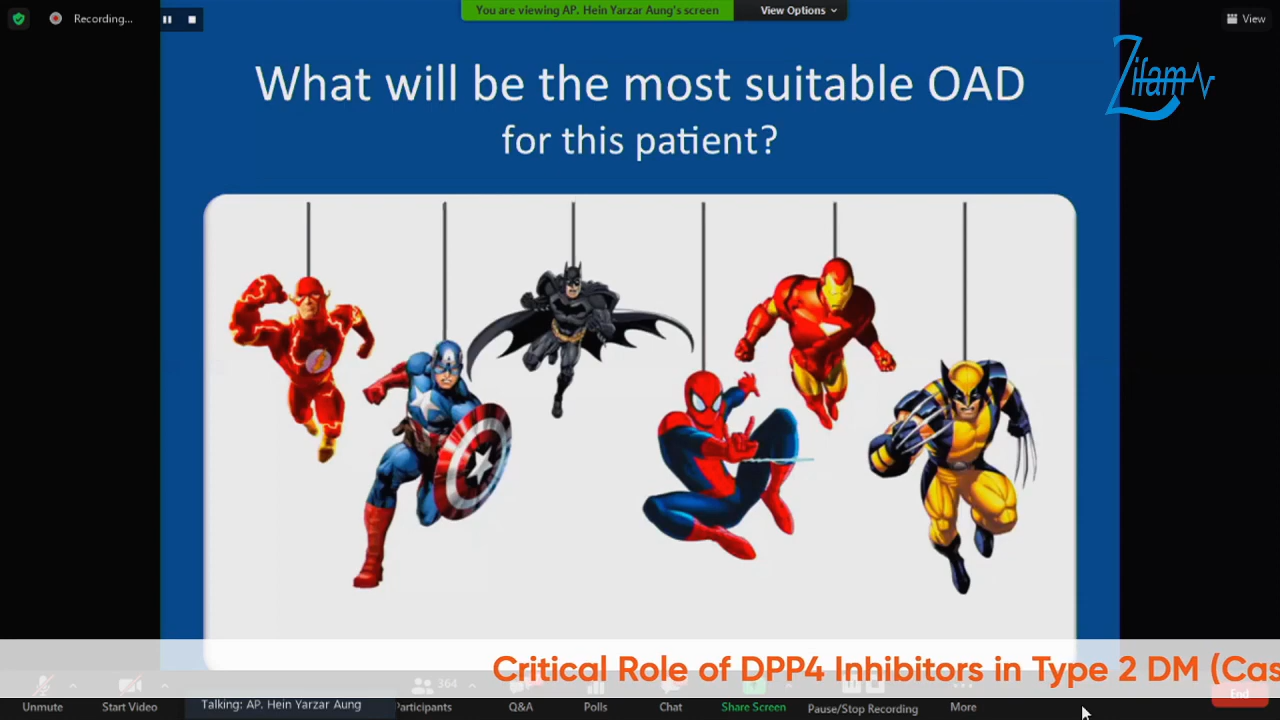 Recording...
You are viewing AP. Hein Yarzar Aung's screen
View Options
View
Zifam
What will be the most suitable OAD
for this patient?
Critical Role of DPP4 Inhibitors in Type 2 DM (Cas
364
Unmute
Start Video
Talking: AP. Hein Yarzar Aung
Participants
Q&A
Polls
Chat
Share Screen
Pause/Stop Recording
More
End